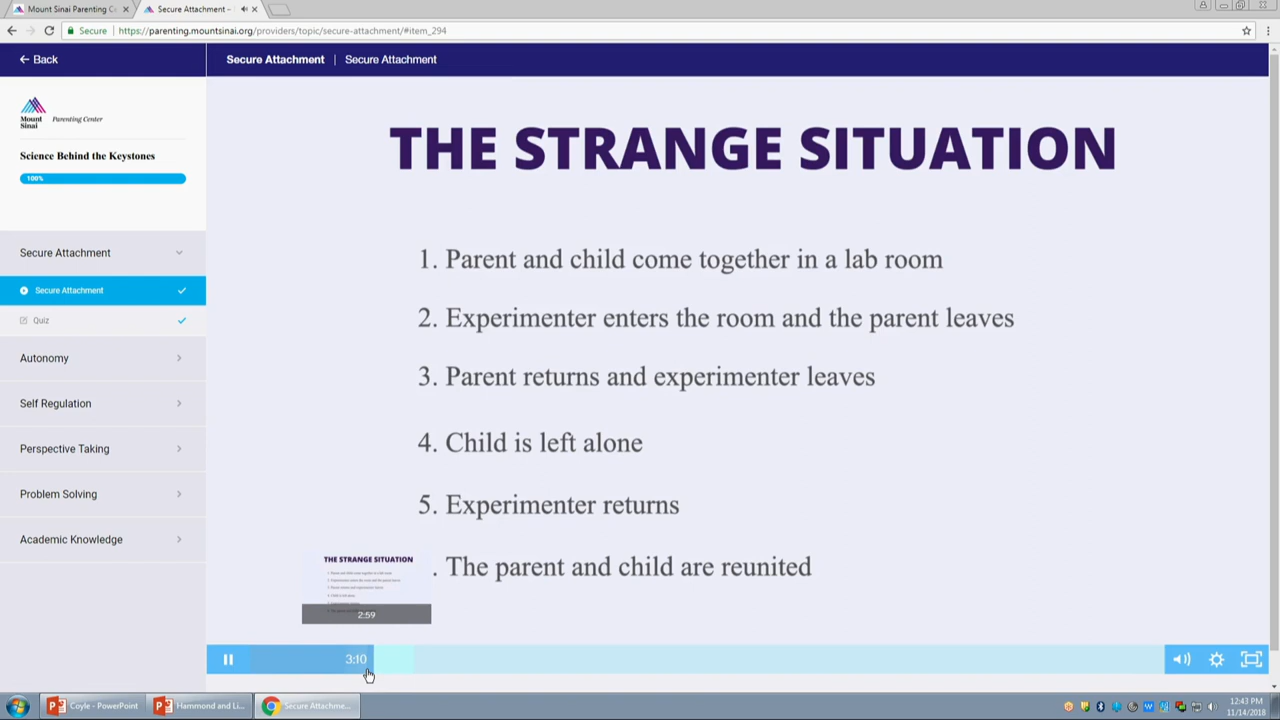 Mount Sinai Parenting Ce
Secure Attachment –
Secure
https://parenting.mountsinai.org/providers/topic/secure-attachment/#item_294
Back
Secure Attachment | Secure Attachment
Mount
Sinai
Parenting Center
Science Behind the Keystones
100%
Secure Attachment
Secure Attachment
Quiz
Autonomy
Self Regulation
Perspective Taking
Problem Solving
Academic Knowledge
THE STRANGE SITUATION
1. Parent and child come together in a lab room
2. Experimenter enters the room and the parent leaves
3. Parent returns and experimenter leaves
4. Child is left alone
5. Experimenter returns
. The parent and child are reunited
THE STRANGE SITUATION
2:59
3:10
Coyle - PowerPoint
Hammond and Li...
Secure Attachme...
12:43 PM
11/14/2018